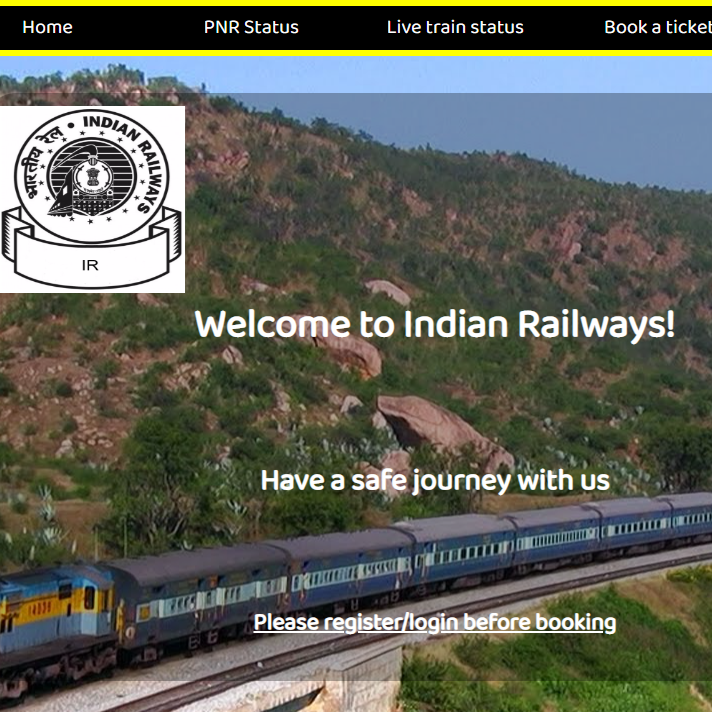 Home PNR Status Live train status Book a ticket
भारतीय रेल • INDIAN RAILWAYS
IR
Welcome to Indian Railways!
Have a safe journey with us
Please register/login before booking